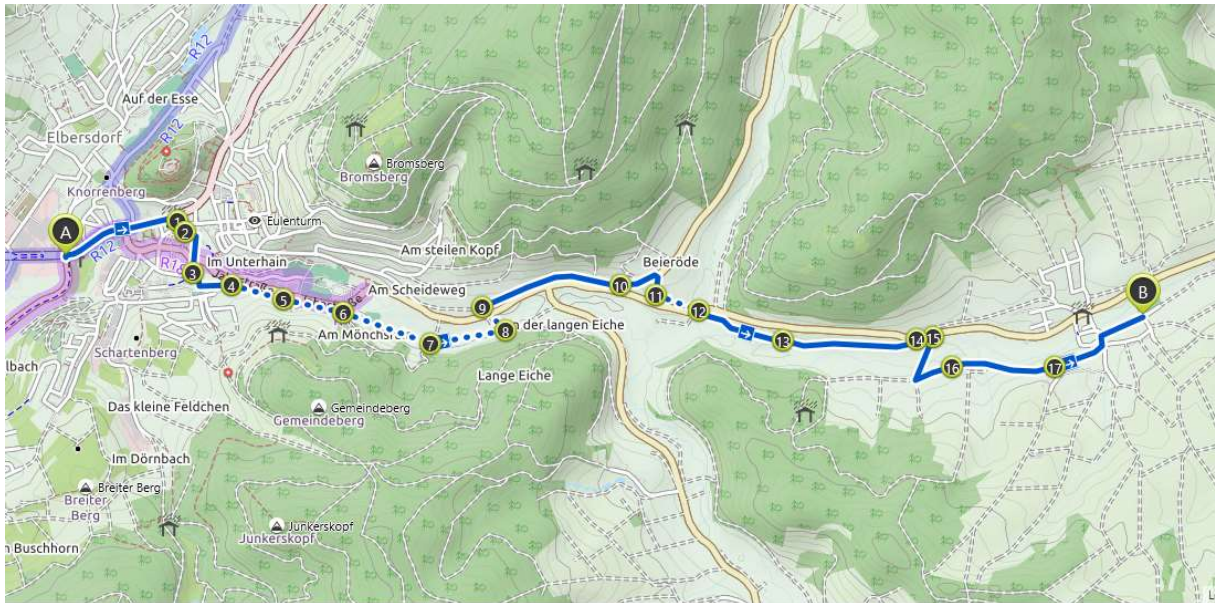 R12
Auf der Esse
Elbersdorf
R12
Bromsberg
Bromsberg
Knorrenberg
A
1
2
Eulenturm
R12
Im Unterhain
Am steilen Kopf
Beieröde
3
4
5
6
Am Scheideweg
9
10
11
12
B
7
8
n der langen Eiche
13
14
15
16
17
Schartenberg
lbach
Lange Eiche
Das kleine Feldchen
Gemeindeberg
Gemeindeberg
Im Dörnbach
Breiter Berg
Breiter
Berg
Junkerskopf
Junkerskopf
n Buschhorn